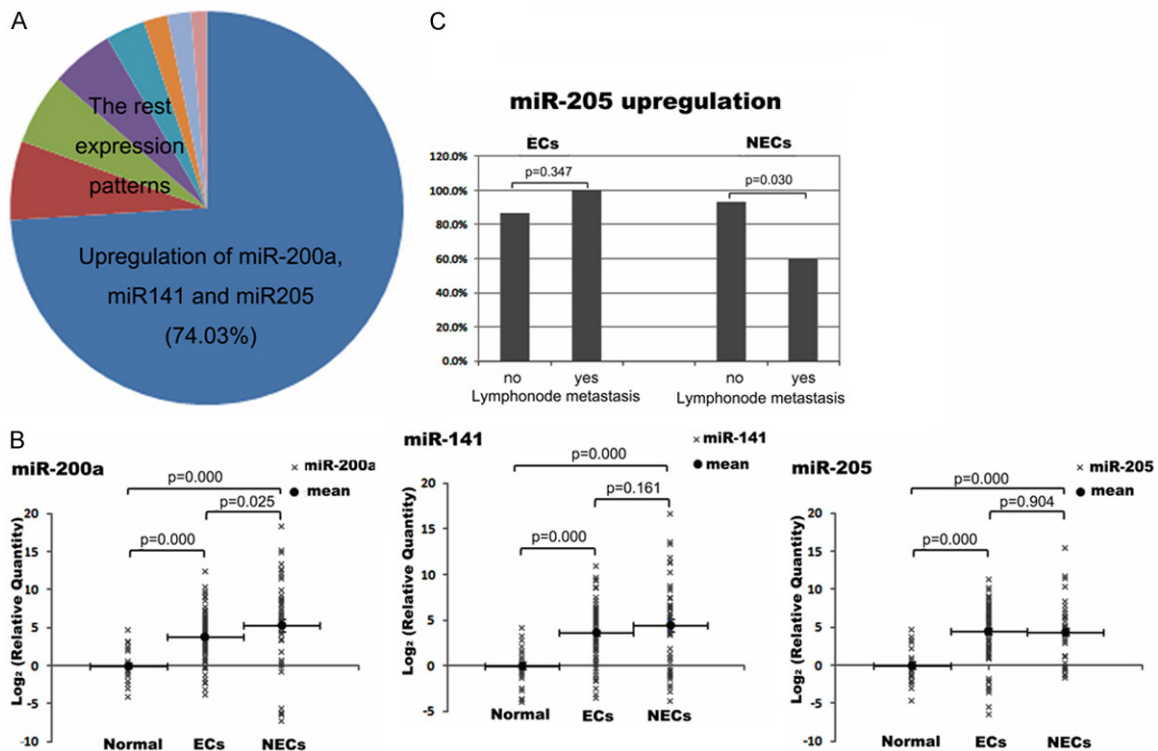 A
The rest
expression
patterns
Upregulation of miR-200a,
miR141 and miR205
(74.03%)
C
miR-205 upregulation
ECs
NECs
120.0%
100.0%
80.0%
60.0%
40.0%
20.0%
0.0%
p=0.347
p=0.030
no
yes
no
yes
Lymphonode metastasis
Lymphonode metastasis
B
miR-200a
miR-200a
mean
p=0.000
p=0.025
p=0.000
Log₂ (Relative Quantity)
20
15
10
5
0
-5
-10
Normal
ECs
NECs
miR-141
miR-141
mean
p=0.000
p=0.161
p=0.000
Log₂ (Relative Quantity)
20
15
10
5
0
-5
Normal
ECs
NECs
miR-205
miR-205
mean
p=0.000
p=0.904
p=0.000
Log₂ (Relative Quantity)
20
15
10
5
0
-5
-10
Normal
ECs
NECs